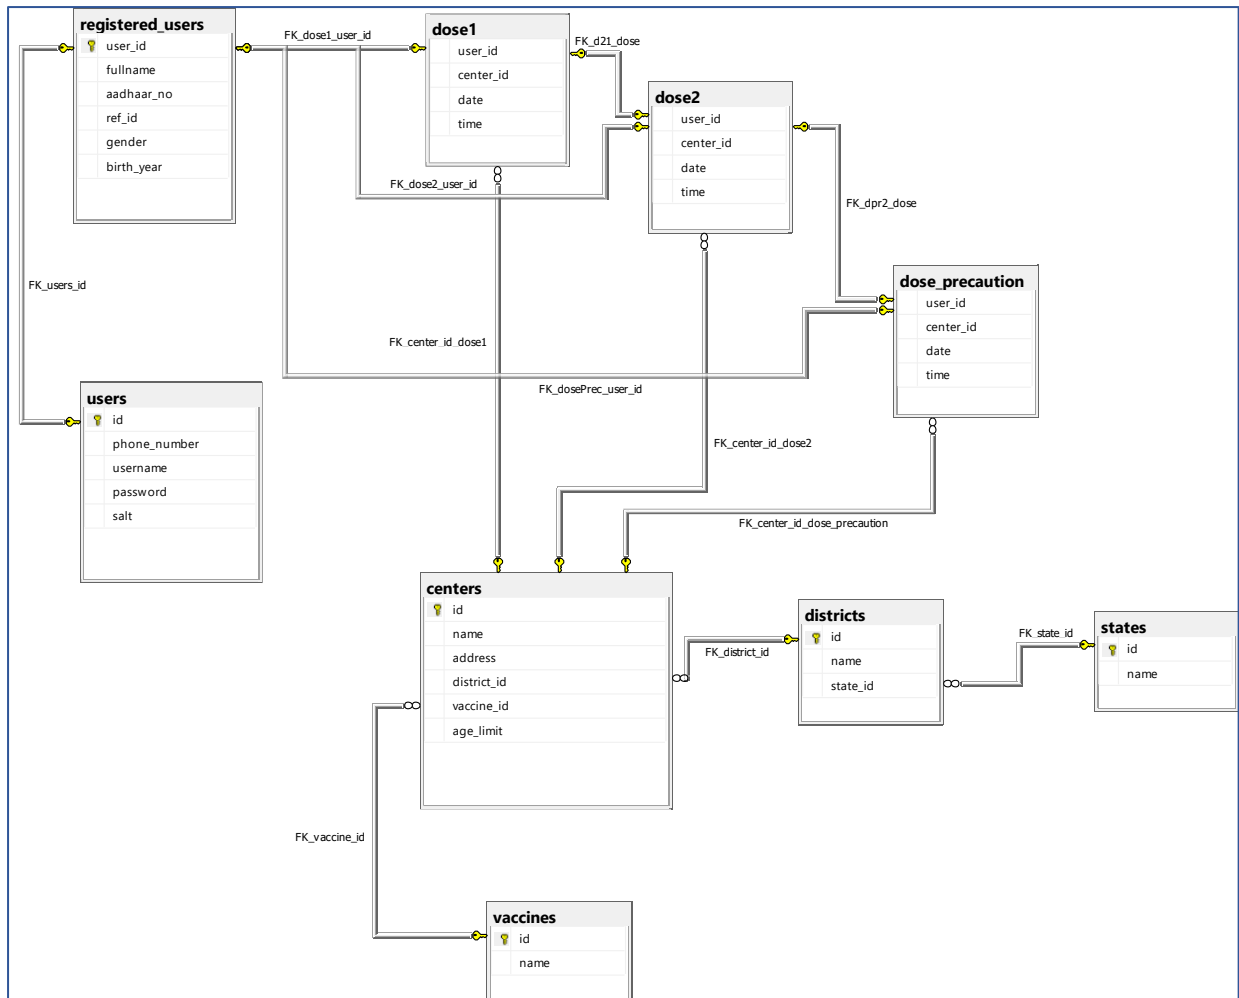 registered_users
user_id
fullname
aadhaar_no
ref_id
gender
birth_year
FK_dose1_user_id
dose1
user_id
center_id
date
time
FK_d21_dose
dose2
user_id
center_id
date
time
FK_dose2_user_id
FK_dpr2_dose
dose_precaution
user_id
center_id
date
time
FK_users_id
FK_center_id_dose1
FK_dosePrec_user_id
users
id
phone_number
username
password
salt
FK_center_id_dose2
FK_center_id_dose_precaution
centers
id
name
address
district_id
vaccine_id
age_limit
FK_district_id
districts
id
name
state_id
FK_state_id
states
id
name
FK_vaccine_id
vaccines
id
name